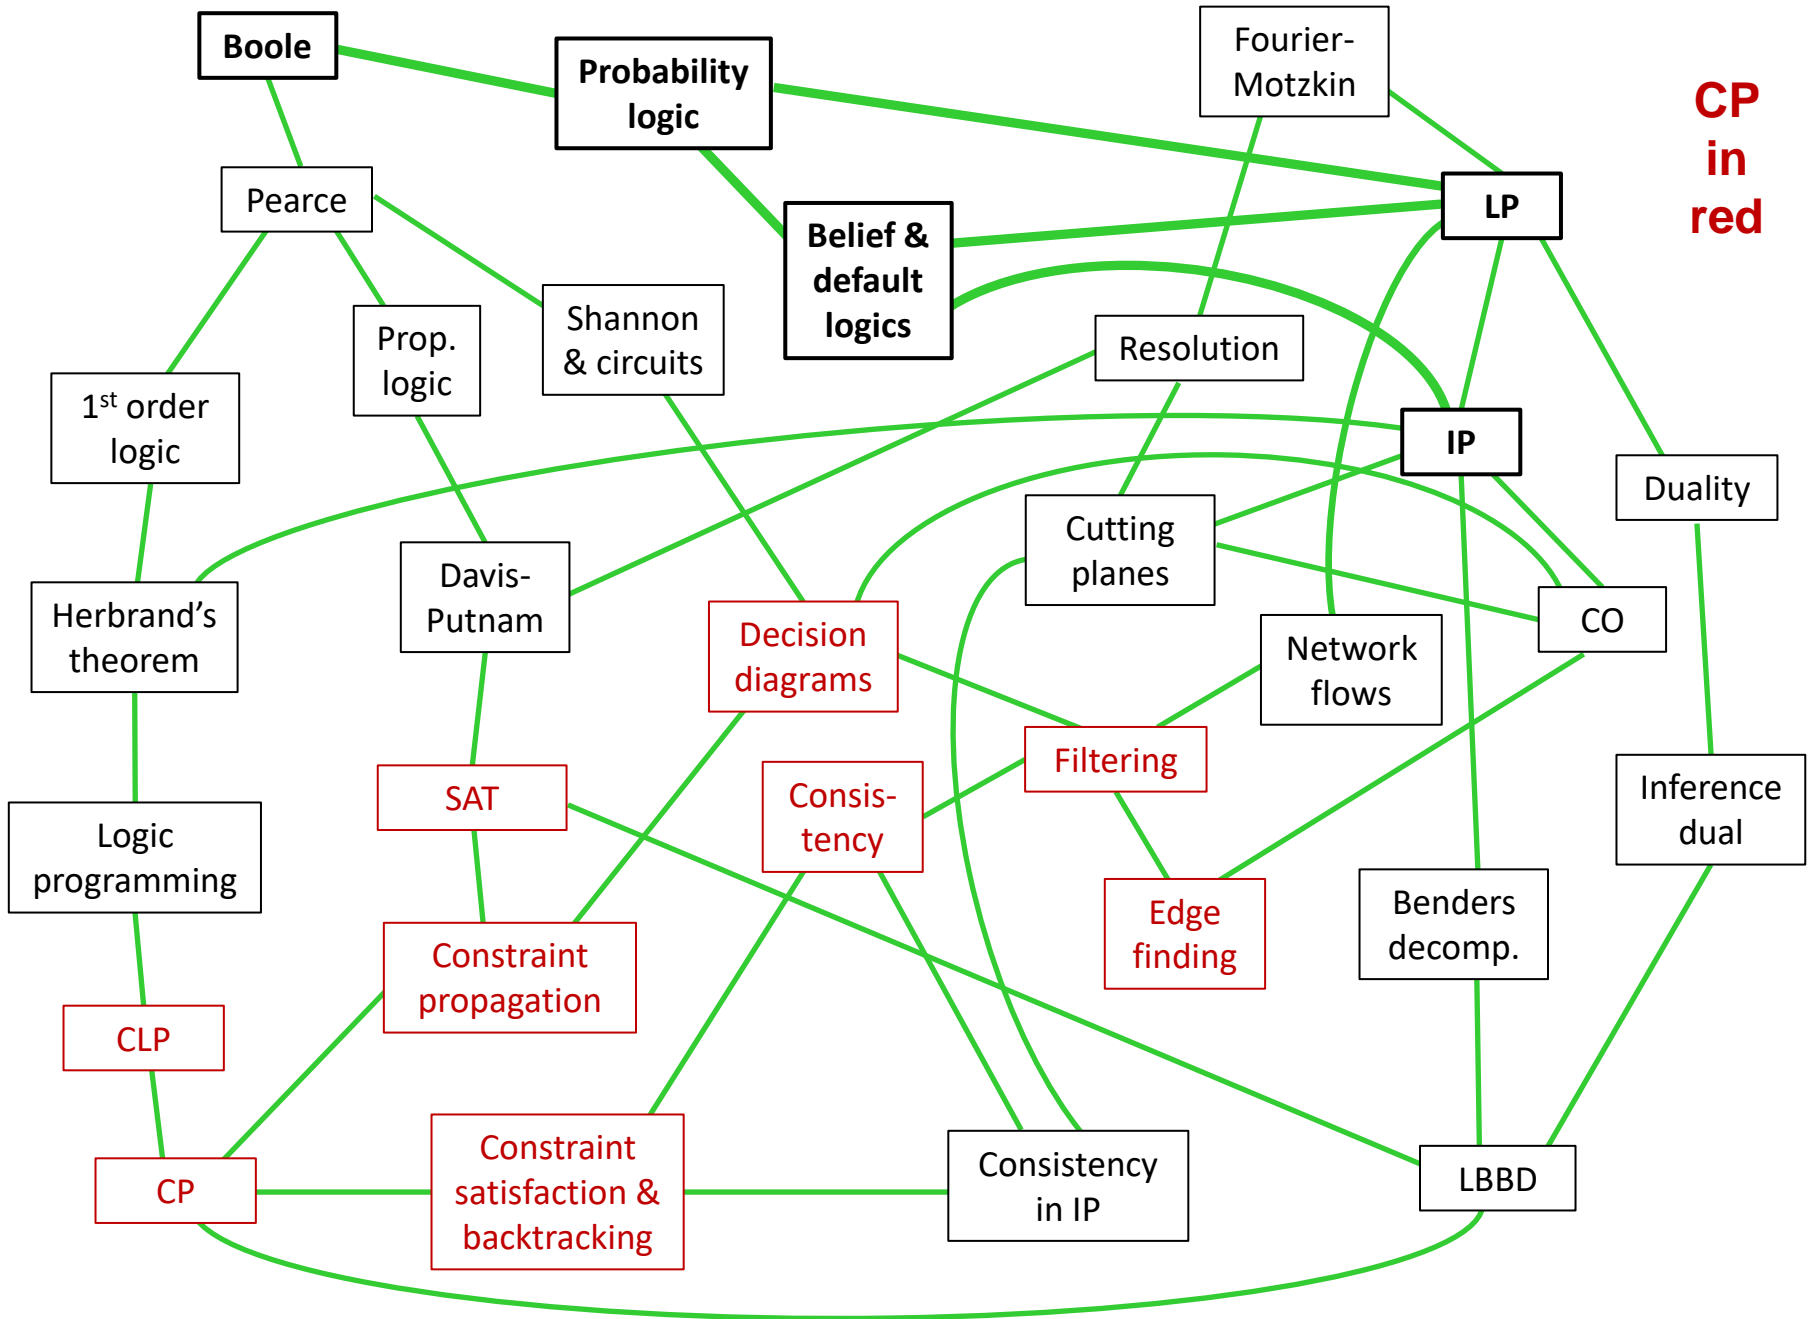 Boole
Probability
logic
Fourier-
Motzkin
CP
in
red
Pearce
LP
Belief &
default
logics
Shannon
& circuits
Prop.
logic
Resolution
1st order
logic
IP
Duality
Cutting
planes
Davis-
Putnam
Herbrand's
theorem
Decision
diagrams
CO
Network
flows
Filtering
SAT
Consis-
tency
Inference
dual
Logic
programming
Edge
finding
Benders
decomp.
Constraint
propagation
CLP
CP
Constraint
satisfaction &
backtracking
Consistency
in IP
LBBD